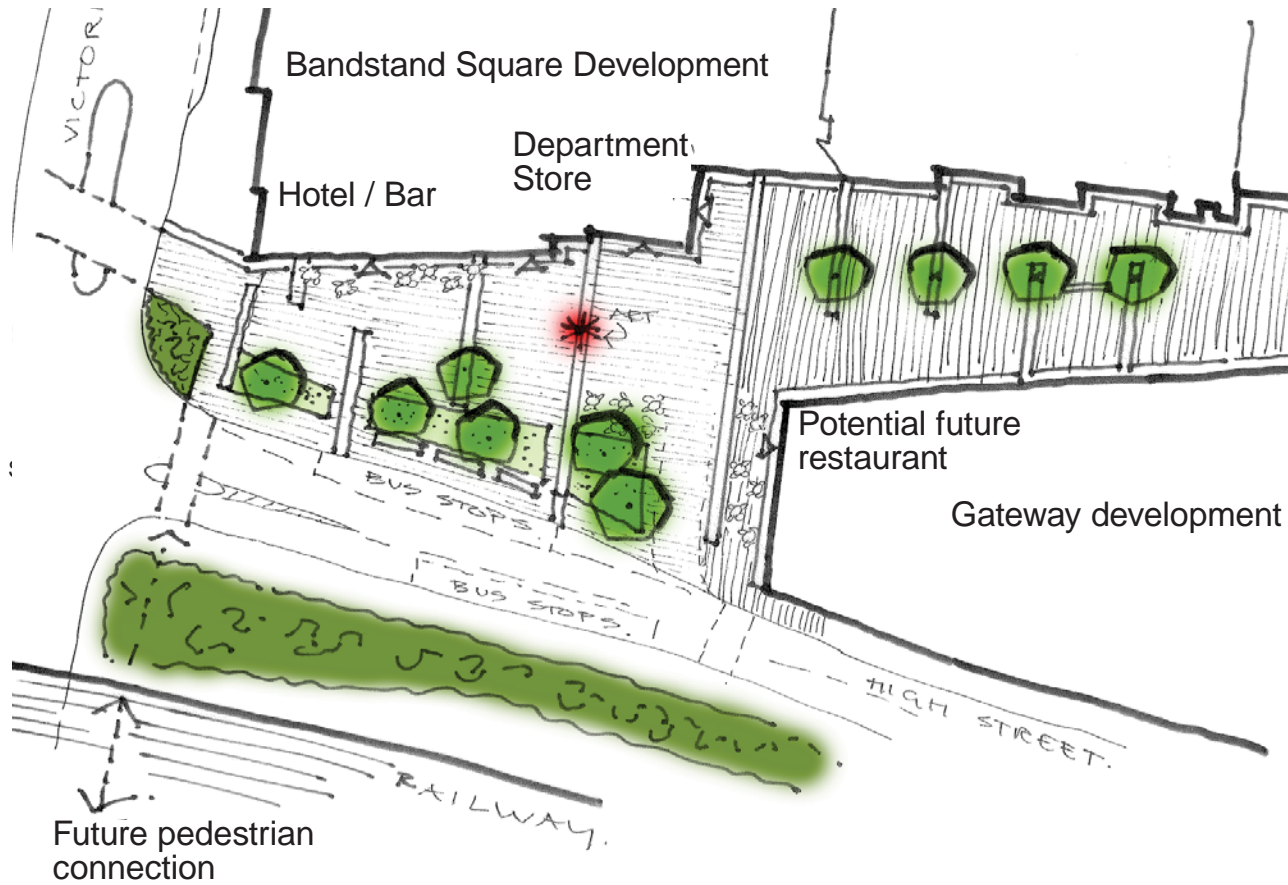 VICTORI
Bandstand Square Development
Department
Store
Hotel / Bar
ART
Potential future
restaurant
Gateway development
BUS STOPS
BUS STOPS.
HIGH STREET.
RAILWAY.
Future pedestrian
connection